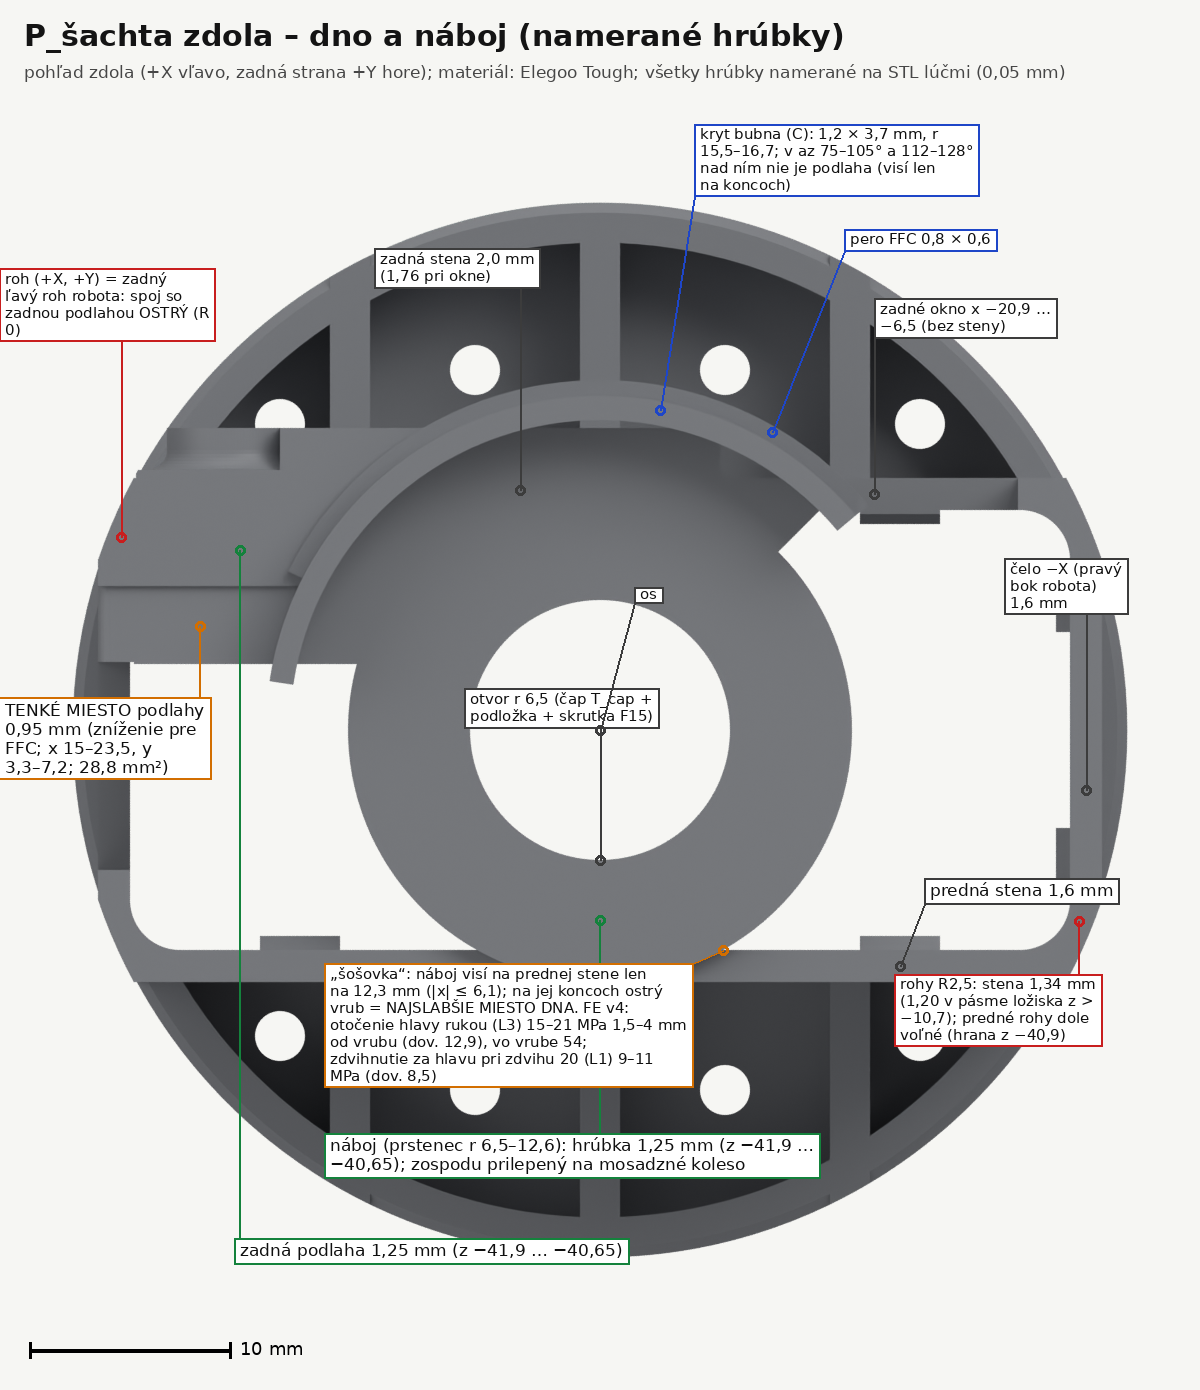 P_šachta zdola – dno a náboj (namerané hrúbky)
pohľad zdola (+X vľavo, zadná strana +Y hore); materiál: Elegoo Tough; všetky hrúbky namerané na STL lúčmi (0,05 mm)
kryt bubna (C): 1,2 × 3,7 mm, r
15,5–16,7; v az 75–105° a 112–128°
nad ním nie je podlaha (visí len
na koncoch)
pero FFC 0,8 × 0,6
zadná stena 2,0 mm
(1,76 pri okne)
roh (+X, +Y) = zadný
ľavý roh robota: spoj so
zadnou podlahou OSTRÝ (R
0)
zadné okno x −20,9 …
−6,5 (bez steny)
čelo −X (pravý
bok robota)
1,6 mm
os
otvor r 6,5 (čap T_cap +
podložka + skrutka F15)
TENKÉ MIESTO podlahy
0,95 mm (zníženie pre
FFC; x 15–23,5, y
3,3–7,2; 28,8 mm²)
predná stena 1,6 mm
„šošovka“: náboj visí na prednej stene len
na 12,3 mm (|x| ≤ 6,1); na jej koncoch ostrý
vrub = NAJSLABŠIE MIESTO DNA. FE v4:
otočenie hlavy rukou (L3) 15–21 MPa 1,5–4 mm
od vrubu (dov. 12,9), vo vrube 54;
zdvihnutie za hlavu pri zdvihu 20 (L1) 9–11
MPa (dov. 8,5)
rohy R2,5: stena 1,34 mm
(1,20 v pásme ložiska z >
−10,7); predné rohy dole
voľné (hrana z −40,9)
náboj (prstenec r 6,5–12,6): hrúbka 1,25 mm (z −41,9 …
−40,65); zospodu prilepený na mosadzné koleso
zadná podlaha 1,25 mm (z −41,9 … −40,65)
10 mm